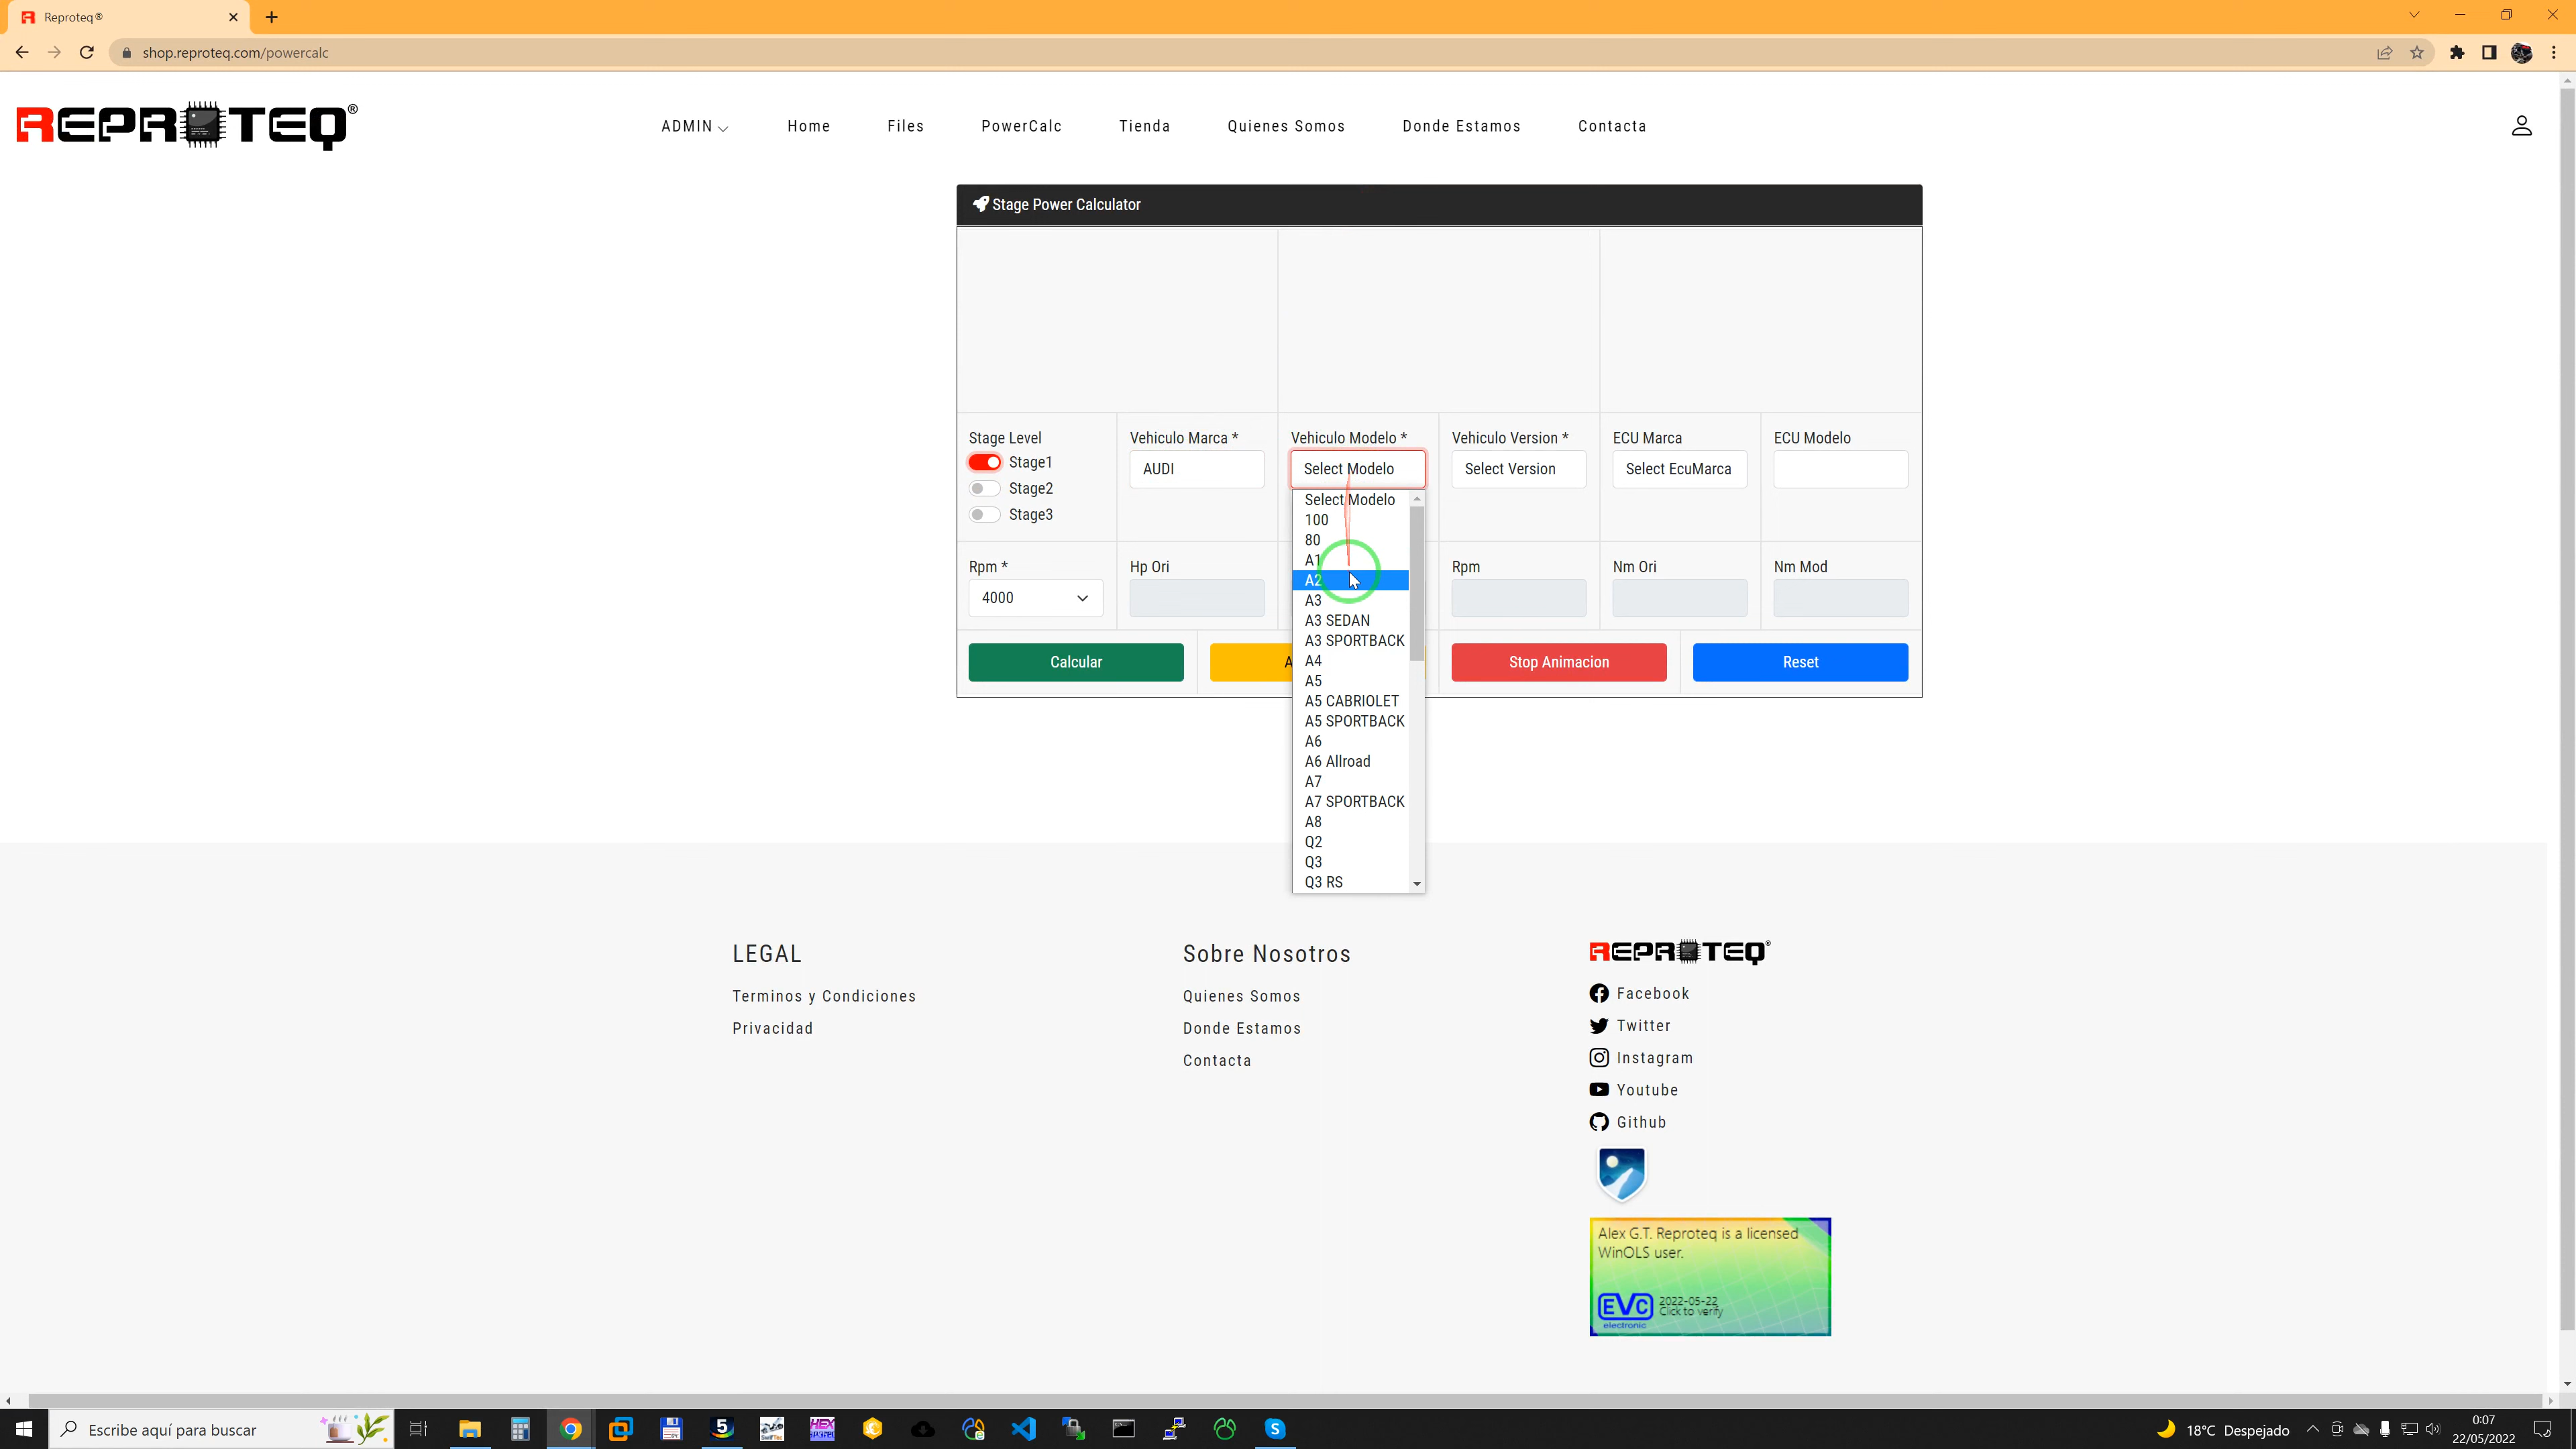 Reproteq®
shop.reproteq.com/powercalc
REPROTEQ®
ADMIN
Home
Files
PowerCalc
Tienda
Quienes Somos
Donde Estamos
Contacta
Stage Power Calculator
Stage Level
Stage1
Stage2
Stage3
Vehiculo Marca *
AUDI
Vehiculo Modelo *
Select Modelo
Vehiculo Version *
Select Version
ECU Marca
Select EcuMarca
ECU Modelo
Select Modelo
100
80
A1
A2
A3
A3 SEDAN
A3 SPORTBACK
A4
A5
A5 CABRIOLET
A5 SPORTBACK
A6
A6 Allroad
A7
A7 SPORTBACK
A8
Q2
Q3
Q3 RS
Rpm *
4000
Hp Ori
Rpm
Nm Ori
Nm Mod
Calcular
Stop Animacion
Reset
LEGAL
Terminos y Condiciones
Privacidad
Sobre Nosotros
Quienes Somos
Donde Estamos
Contacta
REPROTEQ®
Facebook
Twitter
Instagram
Youtube
Github
Alex G.T. Reproteq is a licensed
WinOLS user.
EVC
electronic
2022-05-22
Click to verify
Escribe aquí para buscar
18°C Despejado
0:07
22/05/2022